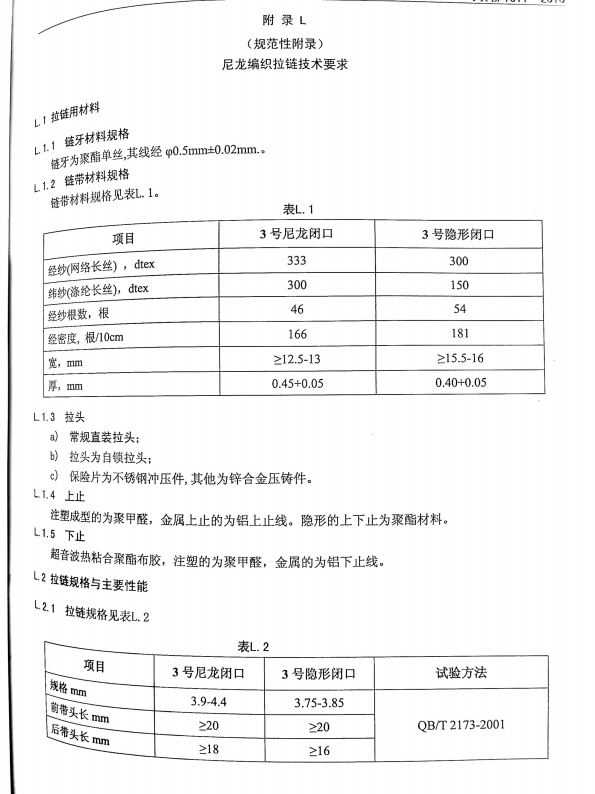 附 录 L
（规范性附录）
尼龙编织拉链技术要求
L.1 拉链用材料
L.1.1 链牙材料规格
链牙为聚酯单丝,其线经 φ0.5mm±0.02mm.。
L.1.2 链带材料规格
链带材料规格见表L.1。
表L.1
项目 3 号尼龙闭口 3 号隐形闭口
经纱(网络长丝) ，dtex 333 300
纬纱(涤纶长丝)，dtex 300 150
经纱根数，根 46 54
经密度, 根/10cm 166 181
宽，mm ≥12.5-13 ≥15.5-16
厚，mm 0.45+0.05 0.40+0.05
L.1.3 拉头
a) 常规直装拉头；
b) 拉头为自锁拉头；
c) 保险片为不锈钢冲压件, 其他为锌合金压铸件。
L.1.4 上止
注塑成型的为聚甲醛，金属上止的为铝上止线。隐形的上下止为聚酯材料。
L.1.5 下止
超音波热粘合聚酯布胶，注塑的为聚甲醛，金属的为铝下止线。
L.2 拉链规格与主要性能
L.2.1 拉链规格见表L.2
表L.2
项目 3 号尼龙闭口 3 号隐形闭口 试验方法
规格 mm 3.9-4.4 3.75-3.85
前带头长 mm ≥20 ≥20 QB/T 2173-2001
后带头长 mm ≥18 ≥16